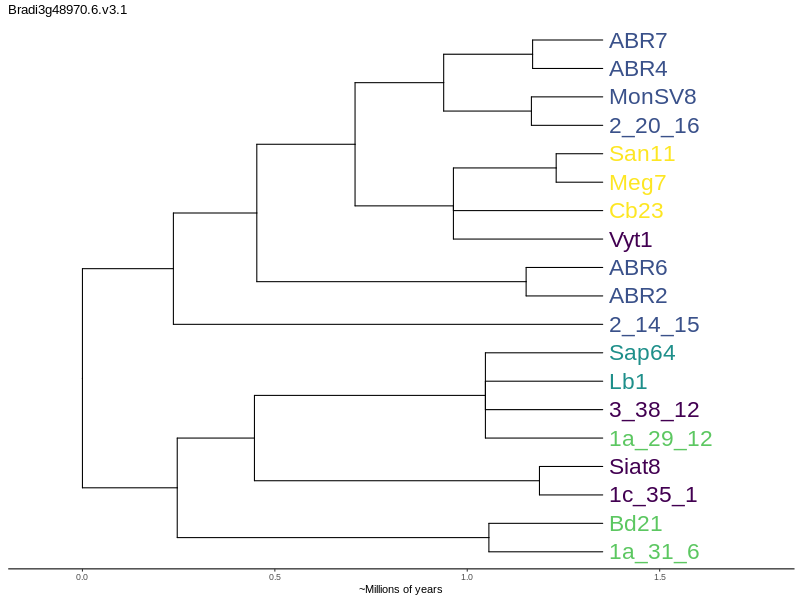 Bradi3g48970.6.v3.1
ABR7
ABR4
MonSV8
2_20_16
San11
Meg7
Cb23
Vyt1
ABR6
ABR2
2_14_15
Sap64
Lb1
3_38_12
1a_29_12
Siat8
1c_35_1
Bd21
1a_31_6
0.0 0.5 1.0 1.5
~Millions of years